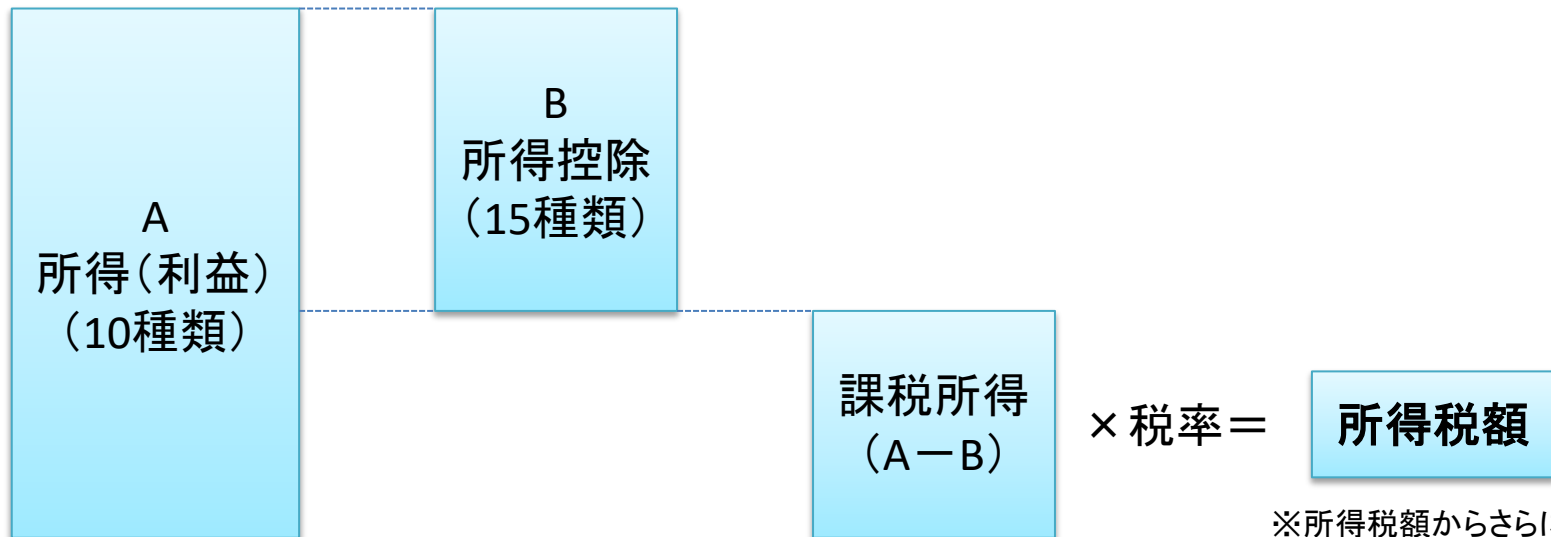 A
所得（利益）
（10種類）
B
所得控除
（15種類）
課税所得
（A－B）
×税率＝
所得税額
※所得税額からさらに